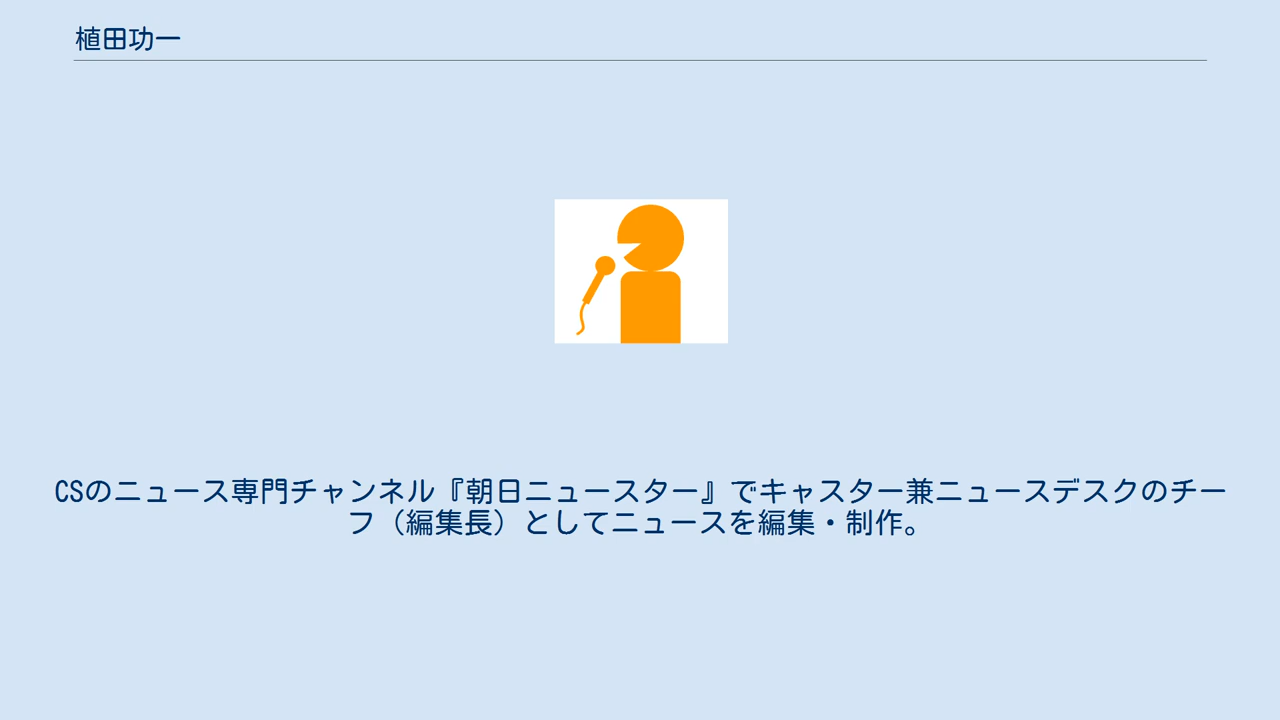 植田功一
CSのニュース専門チャンネル『朝日ニュースター』でキャスター兼ニュースデスクのチー
フ（編集長）としてニュースを編集・制作。